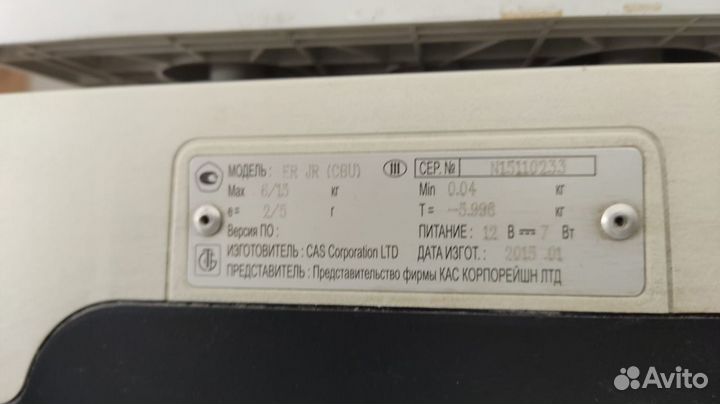 МОДЕЛЬ: ER JR (CBU) III СЕР. № N15110233
Max 6/15 кг Min 0.04 кг
e= 2/5 г T= -5.998 кг
Версия ПО: ПИТАНИЕ: 12 В 7 Вт
ИЗГОТОВИТЕЛЬ: CAS Corporation LTD ДАТА ИЗГОТ.: 2015 01
ПРЕДСТАВИТЕЛЬ: Представительство фирмы КАС КОРПОРЕЙШН ЛТД
Avito